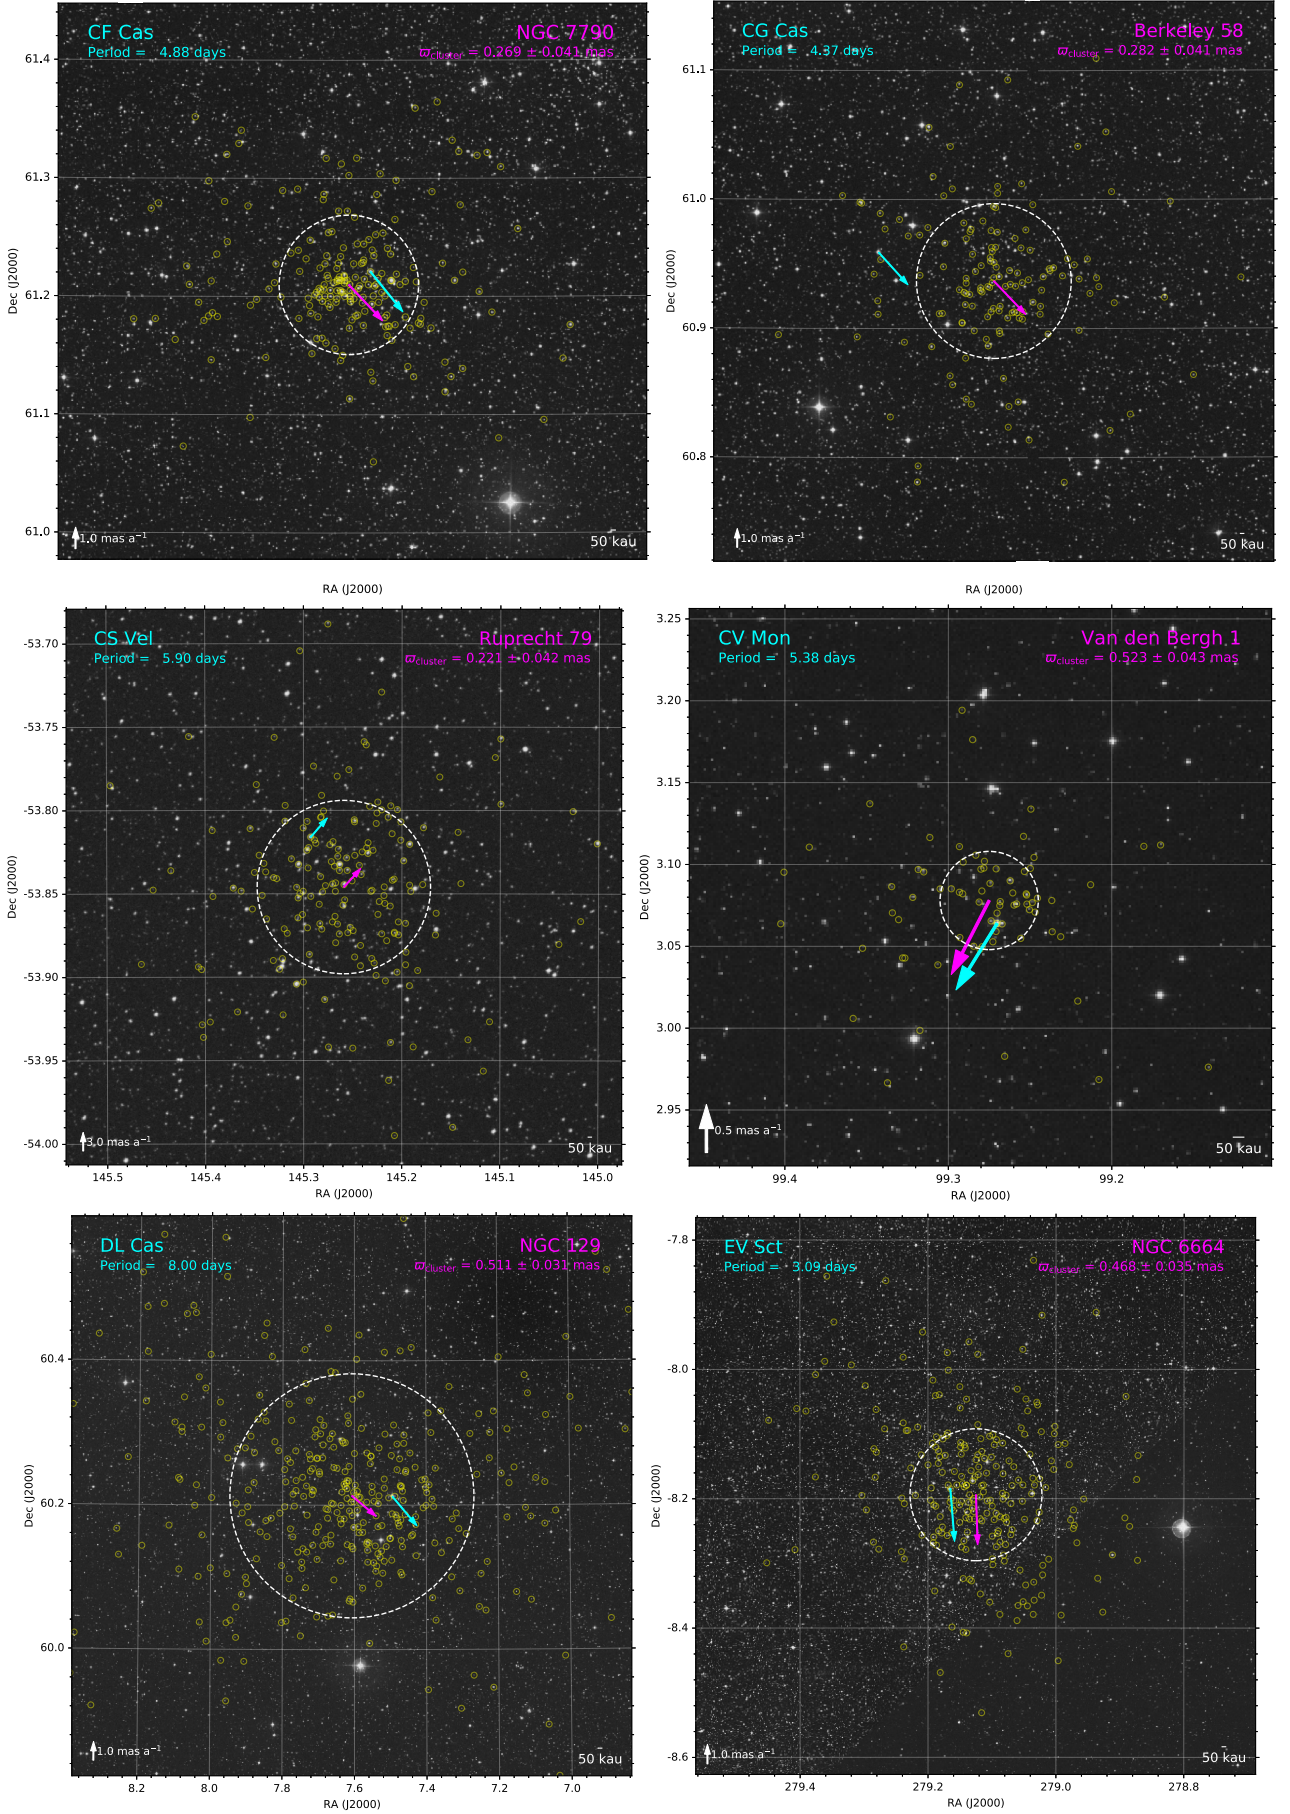 CF Cas
Period = 4.88 days
NGC 7790
ϖcluster = 0.269 ± 0.041 mas
61.4
61.3
61.2
61.1
61.0
Dec (J2000)
1.0 mas a⁻¹
50 kau
RA (J2000)
CG Cas
Period = 4.37 days
Berkeley 58
ϖcluster = 0.282 ± 0.041 mas
61.1
61.0
60.9
60.8
Dec (J2000)
1.0 mas a⁻¹
50 kau
RA (J2000)
CS Vel
Period = 5.90 days
Ruprecht 79
ϖcluster = 0.221 ± 0.042 mas
-53.70
-53.75
-53.80
-53.85
-53.90
-53.95
-54.00
Dec (J2000)
3.0 mas a⁻¹
50 kau
145.5 145.4 145.3 145.2 145.1 145.0
RA (J2000)
CV Mon
Period = 5.38 days
Van den Bergh 1
ϖcluster = 0.523 ± 0.043 mas
3.25
3.20
3.15
3.10
3.05
3.00
2.95
Dec (J2000)
0.5 mas a⁻¹
50 kau
99.4 99.3 99.2
RA (J2000)
DL Cas
Period = 8.00 days
NGC 129
ϖcluster = 0.511 ± 0.031 mas
60.4
60.2
60.0
Dec (J2000)
1.0 mas a⁻¹
50 kau
8.2 8.0 7.8 7.6 7.4 7.2 7.0
RA (J2000)
EV Sct
Period = 3.09 days
NGC 6664
ϖcluster = 0.468 ± 0.035 mas
-7.8
-8.0
-8.2
-8.4
-8.6
Dec (J2000)
1.0 mas a⁻¹
50 kau
279.4 279.2 279.0 278.8
RA (J2000)